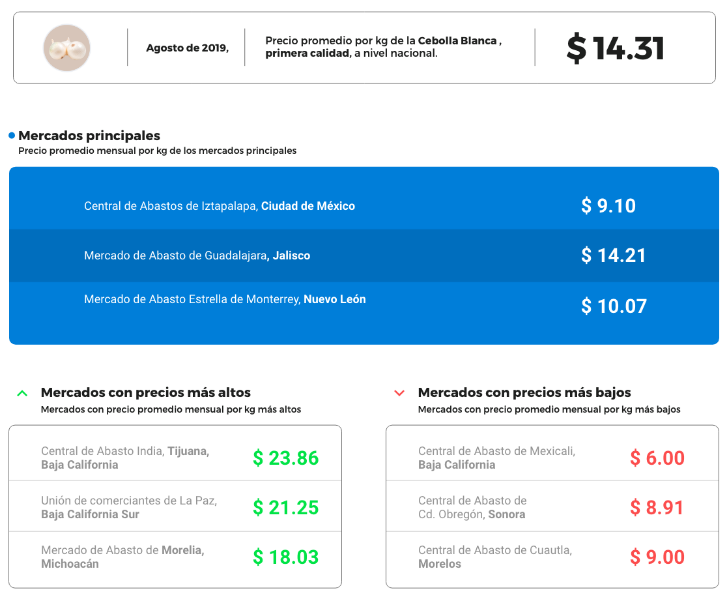 Agosto de 2019,
Precio promedio por kg de la Cebolla Blanca ,
primera calidad, a nivel nacional.
$ 14.31
Mercados principales
Precio promedio mensual por kg de los mercados principales
Central de Abastos de Iztapalapa, Ciudad de México
$ 9.10
Mercado de Abasto de Guadalajara, Jalisco
$ 14.21
Mercado de Abasto Estrella de Monterrey, Nuevo León
$ 10.07
Mercados con precios más altos
Mercados con precio promedio mensual por kg más altos
Central de Abasto India, Tijuana,
Baja California
$ 23.86
Unión de comerciantes de La Paz,
Baja California Sur
$ 21.25
Mercado de Abasto de Morelia,
Michoacán
$ 18.03
Mercados con precios más bajos
Mercados con precio promedio mensual por kg más bajos
Central de Abasto de Mexicali,
Baja California
$ 6.00
Central de Abasto de
Cd. Obregón, Sonora
$ 8.91
Central de Abasto de Cuautla,
Morelos
$ 9.00